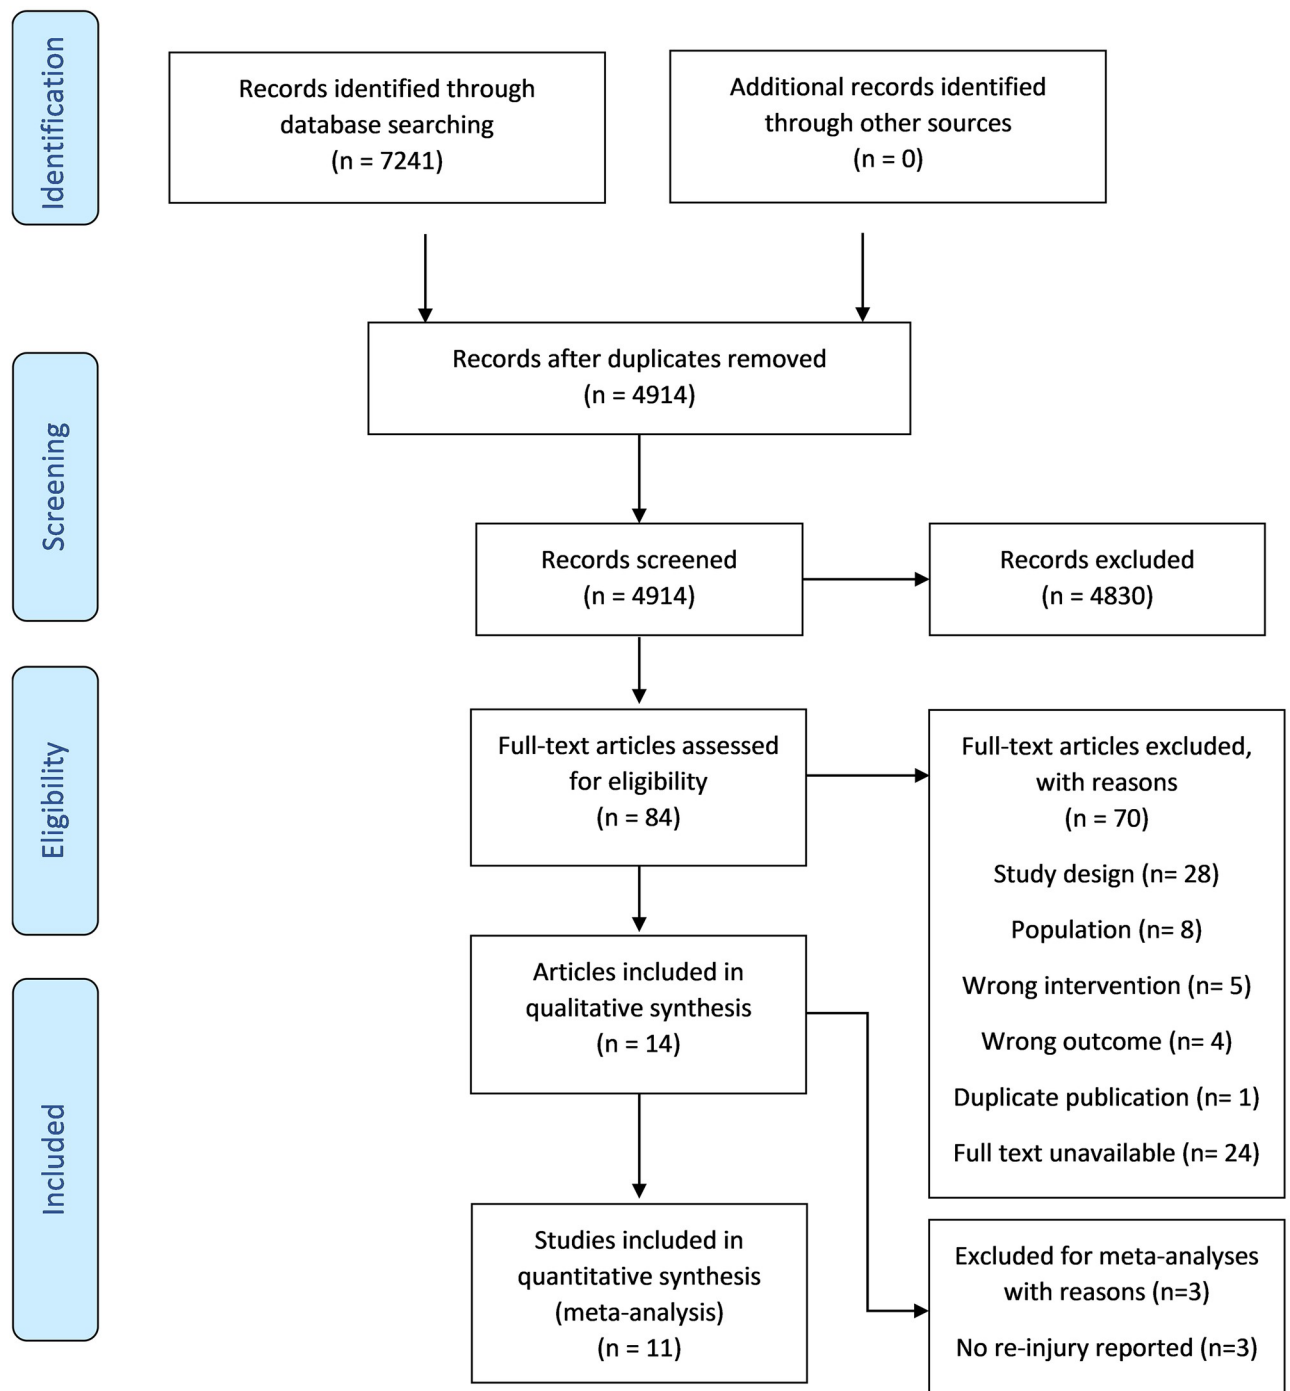 Identification
Records identified through
database searching
(n = 7241)
Additional records identified
through other sources
(n = 0)
Records after duplicates removed
(n = 4914)
Screening
Records screened
(n = 4914)
Records excluded
(n = 4830)
Eligibility
Full-text articles assessed
for eligibility
(n = 84)
Full-text articles excluded,
with reasons
(n = 70)
Study design (n= 28)
Population (n= 8)
Wrong intervention (n= 5)
Wrong outcome (n= 4)
Duplicate publication (n= 1)
Full text unavailable (n= 24)
Included
Articles included in
qualitative synthesis
(n = 14)
Studies included in
quantitative synthesis
(meta-analysis)
(n = 11)
Excluded for meta-analyses
with reasons (n=3)
No re-injury reported (n=3)